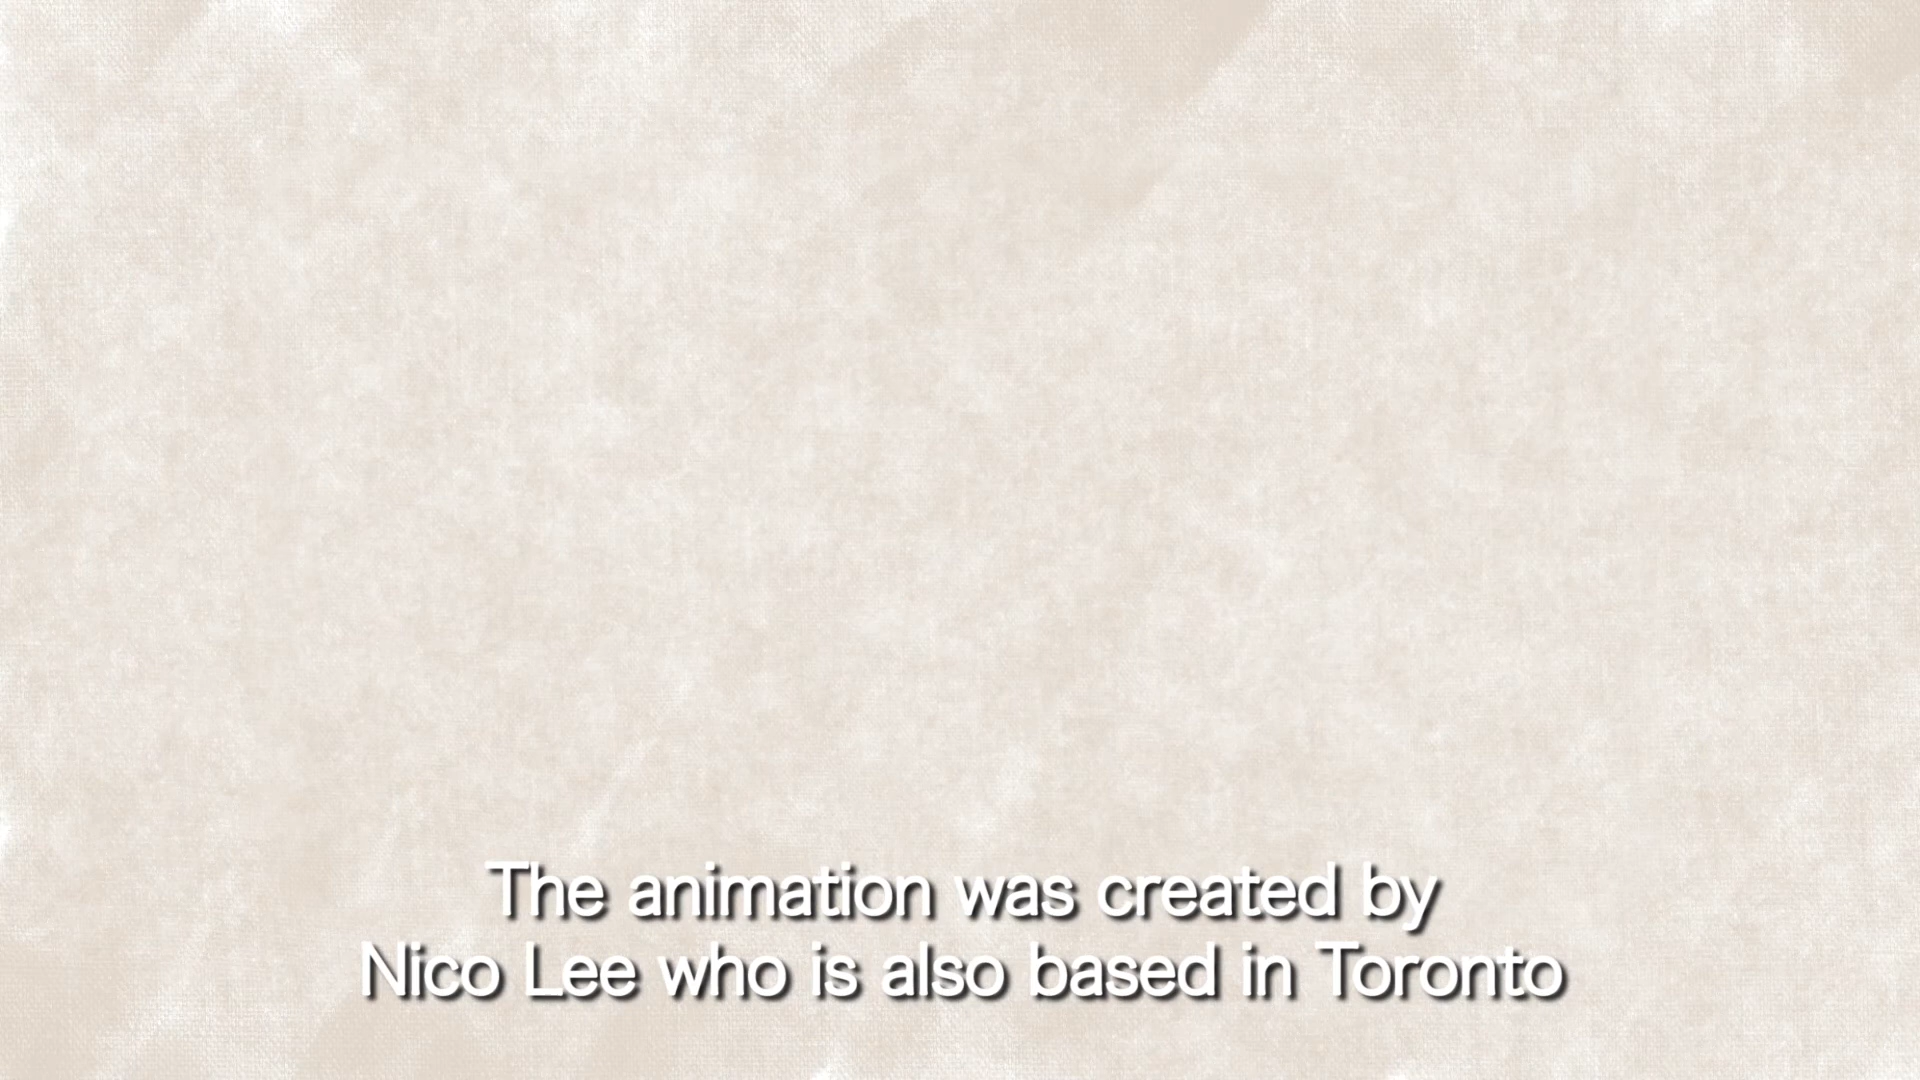 The animation was created by
Nico Lee who is also based in Toronto